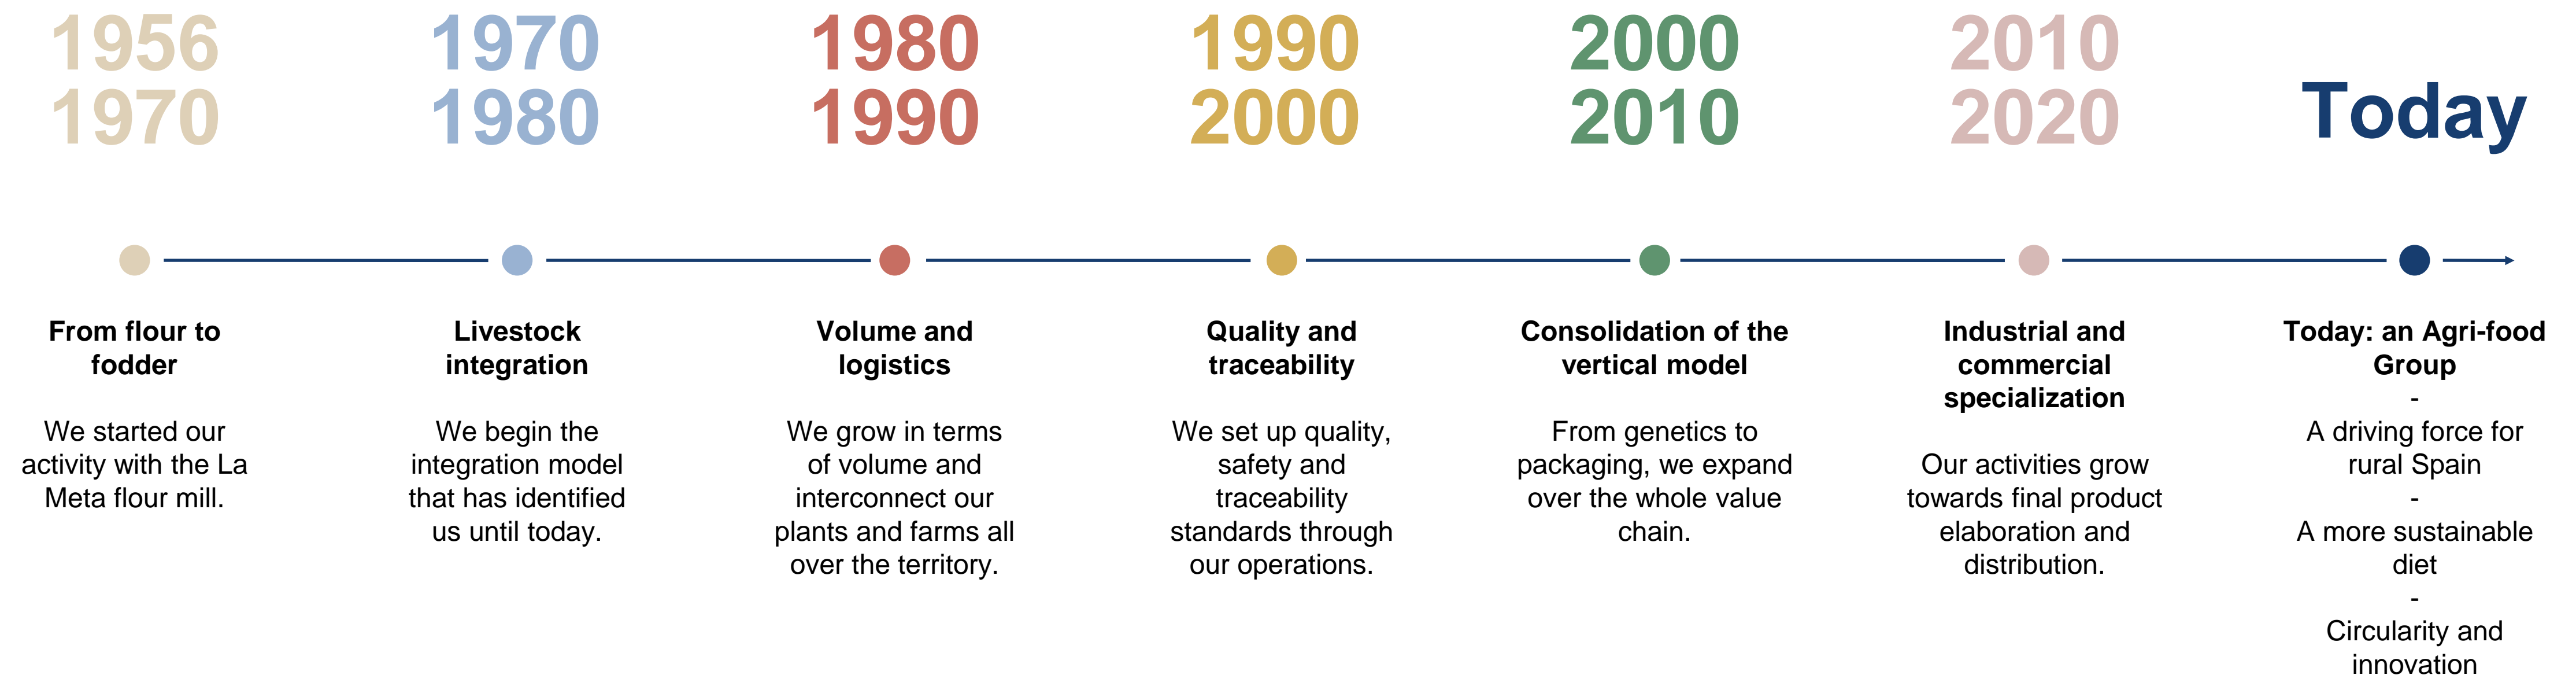 1956
1970
From flour to
fodder
We started our
activity with the La
Meta flour mill.
1970
1980
Livestock
integration
We begin the
integration model
that has identified
us until today.
1980
1990
Volume and
logistics
We grow in terms
of volume and
interconnect our
plants and farms all
over the territory.
1990
2000
Quality and
traceability
We set up quality,
safety and
traceability
standards through
our operations.
2000
2010
Consolidation of the
vertical model
From genetics to
packaging, we expand
over the whole value
chain.
2010
2020
Industrial and
commercial
specialization
Our activities grow
towards final product
elaboration and
distribution.
Today
Today: an Agri-food
Group
-
A driving force for
rural Spain
-
A more sustainable
diet
-
Circularity and
innovation